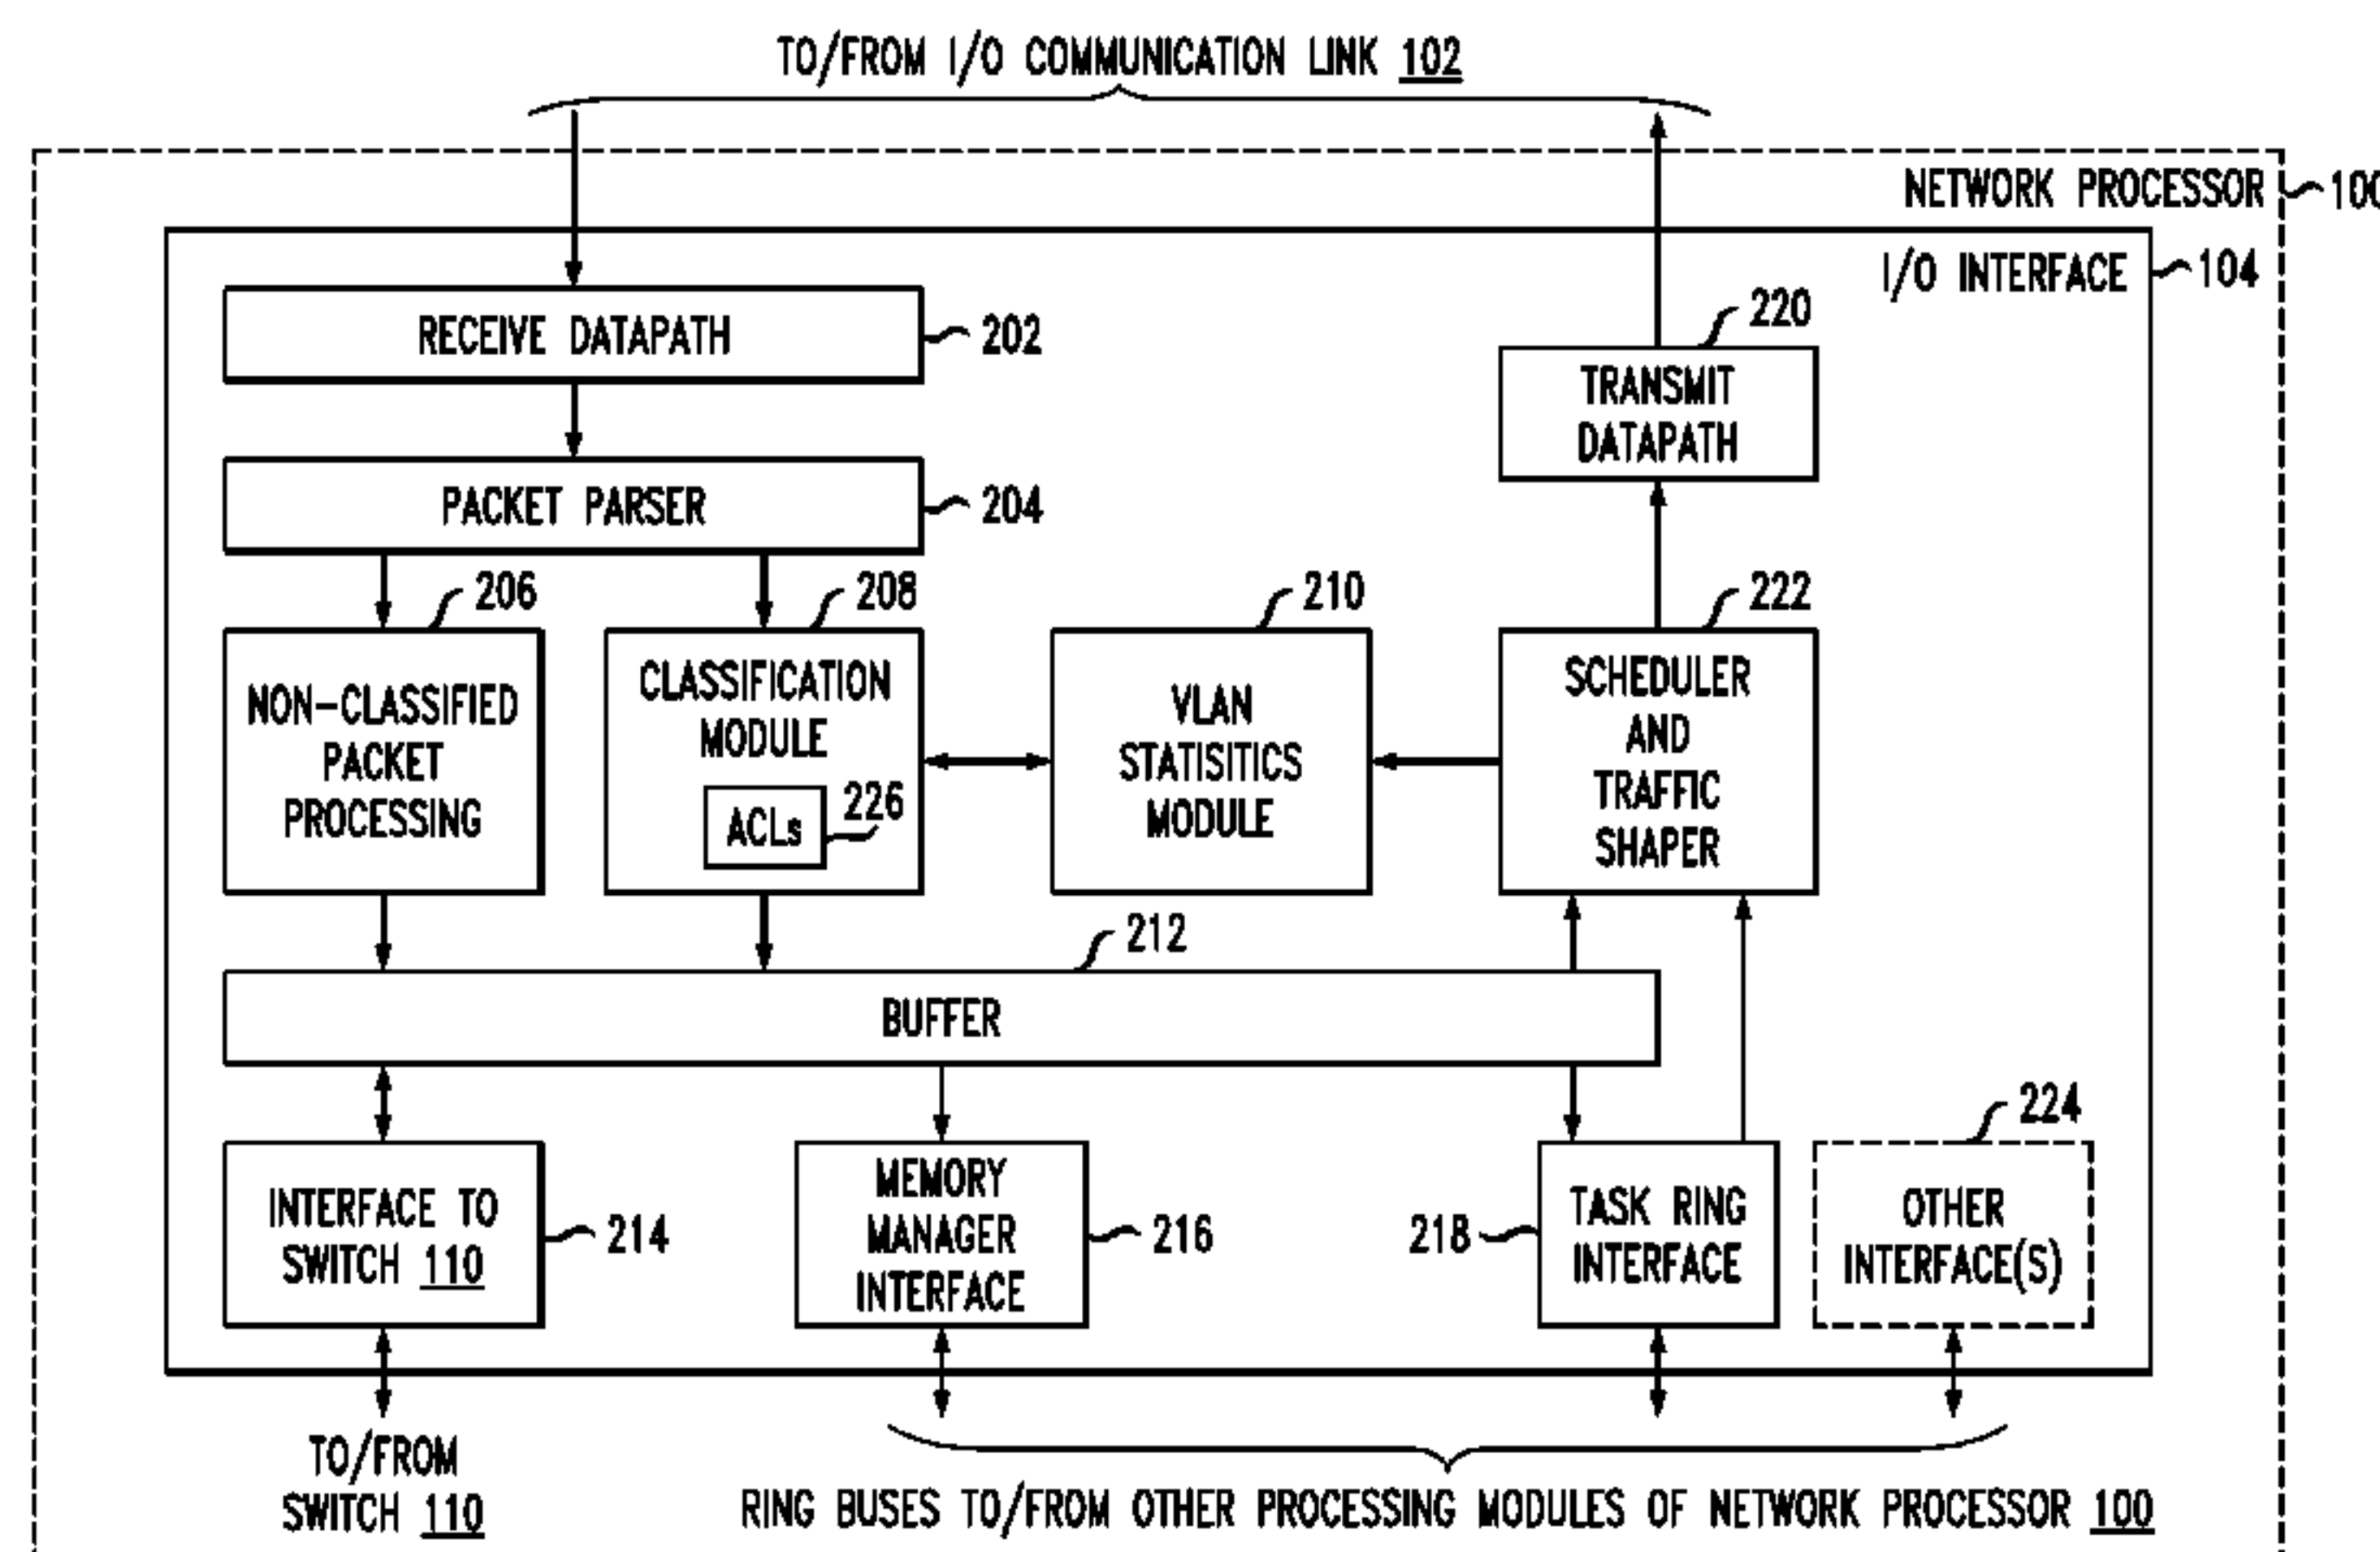 TO/FROM I/O COMMUNICATION LINK 102
NETWORK PROCESSOR
100
I/O INTERFACE
104
RECEIVE DATAPATH
202
220
TRANSMIT
DATAPATH
PACKET PARSER
204
206
208
210
222
NON-CLASSIFIED
PACKET
PROCESSING
CLASSIFICATION
MODULE
ACLs
226
VLAN
STATISITICS
MODULE
SCHEDULER
AND
TRAFFIC
SHAPER
212
BUFFER
224
INTERFACE TO
SWITCH 110
214
MEMORY
MANAGER
INTERFACE
216
218
TASK RING
INTERFACE
OTHER
INTERFACE(S)
TO/FROM
SWITCH 110
RING BUSES TO/FROM OTHER PROCESSING MODULES OF NETWORK PROCESSOR 100